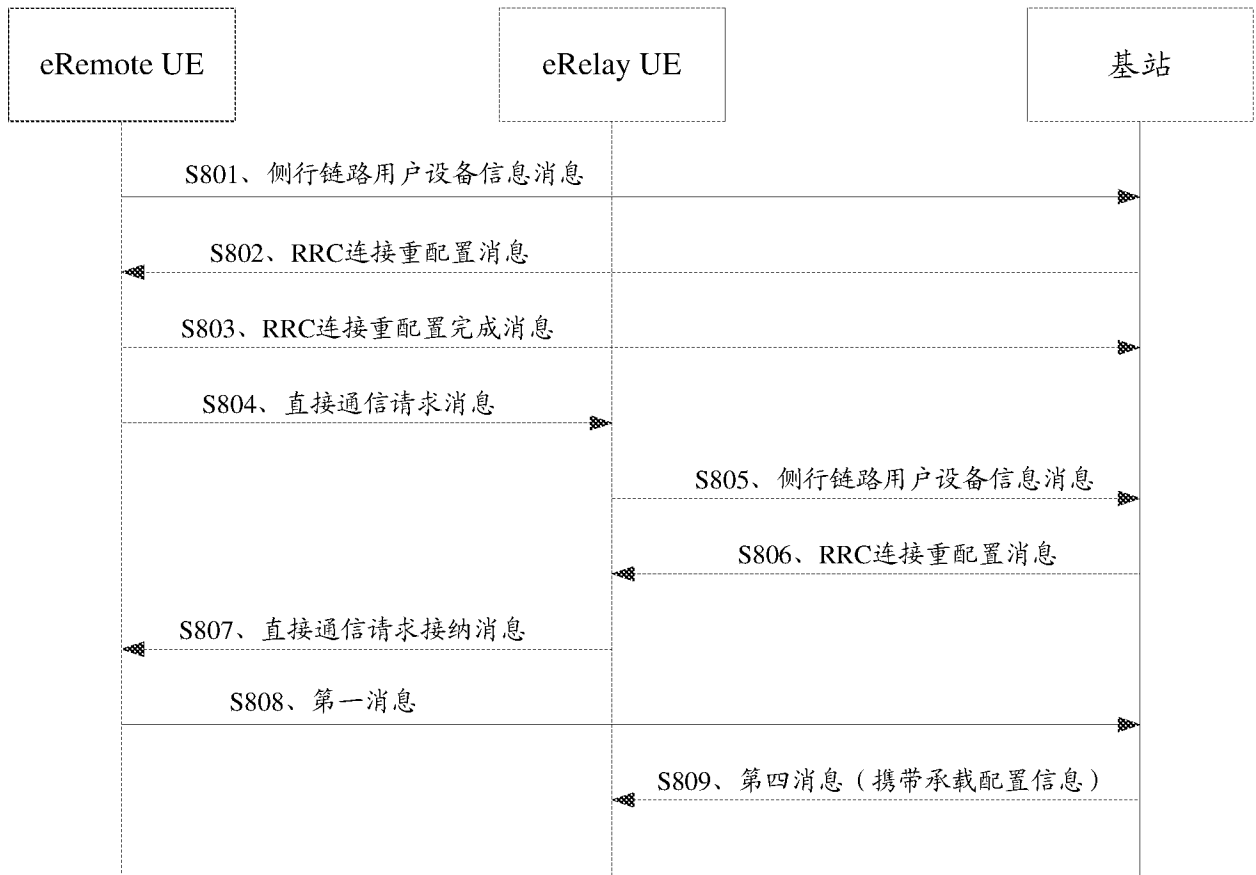 eRemote UE
eRelay UE
基站
S801、侧行链路用户设备信息消息
S802、RRC连接重配置消息
S803、RRC连接重配置完成消息
S804、直接通信请求消息
S805、侧行链路用户设备信息消息
S806、RRC连接重配置消息
S807、直接通信请求接纳消息
S808、第一消息
S809、第四消息（携带承载配置信息）